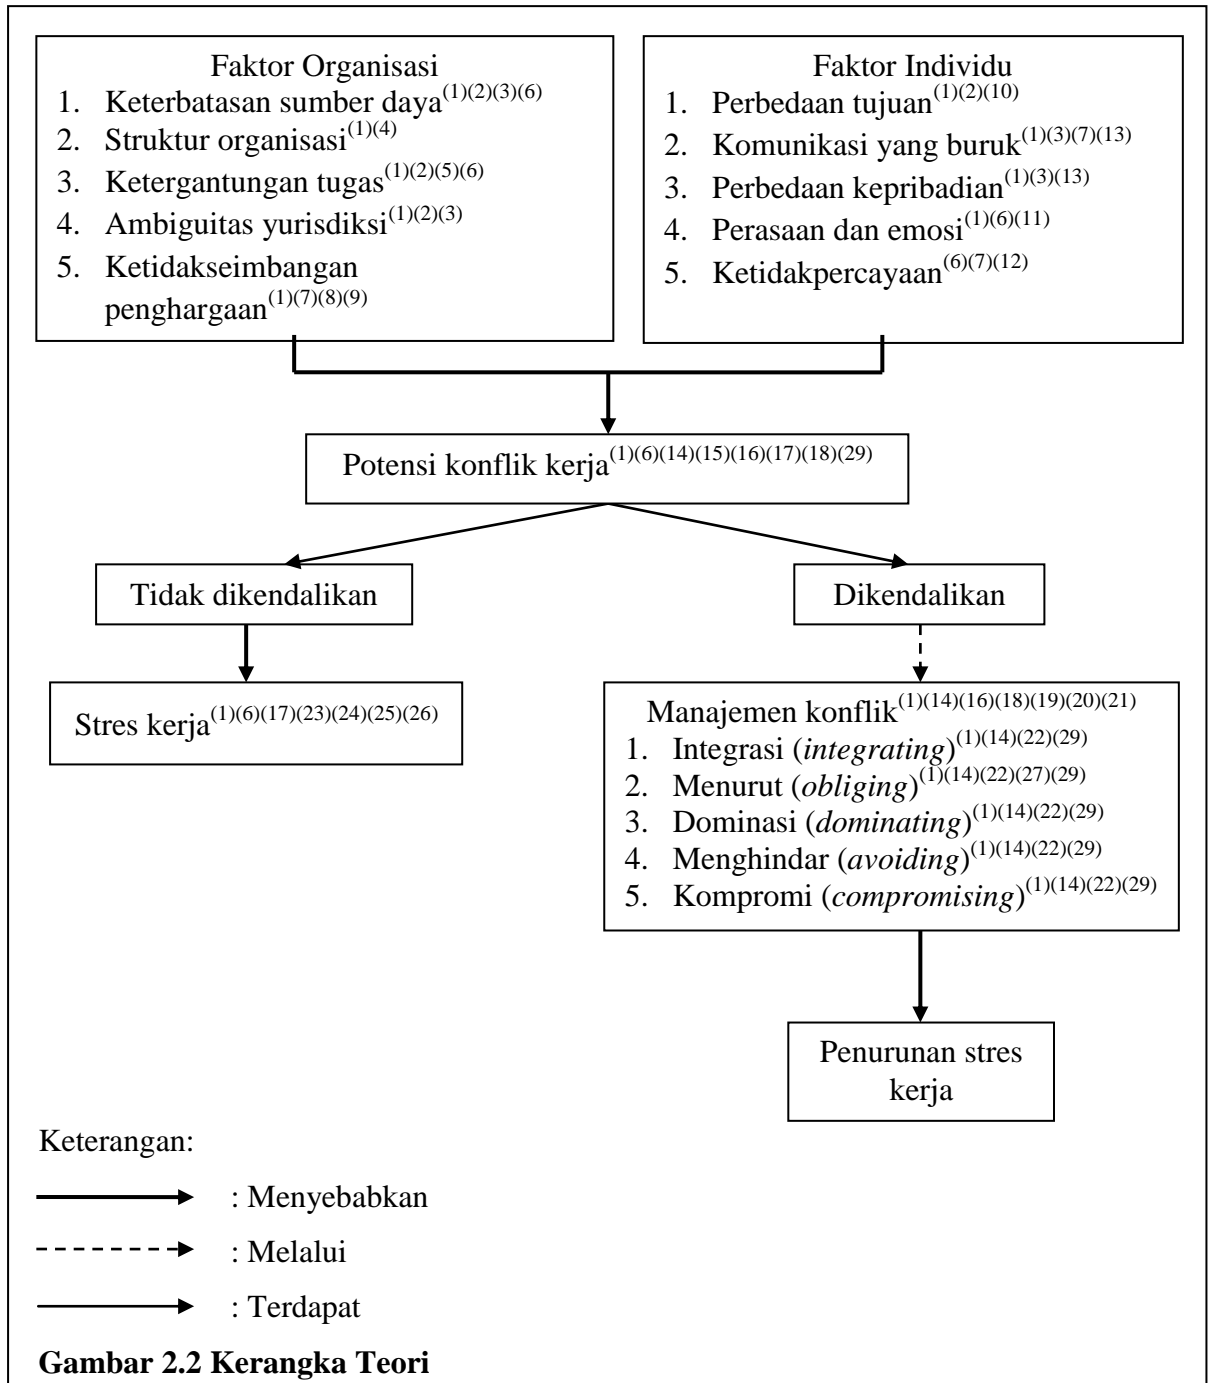 Faktor Organisasi
1. Keterbatasan sumber daya(1)(2)(3)(6)
2. Struktur organisasi(1)(4)
3. Ketergantungan tugas(1)(2)(5)(6)
4. Ambiguitas yurisdiksi(1)(2)(3)
5. Ketidakseimbangan
penghargaan(1)(7)(8)(9)
Faktor Individu
1. Perbedaan tujuan(1)(2)(10)
2. Komunikasi yang buruk(1)(3)(7)(13)
3. Perbedaan kepribadian(1)(3)(13)
4. Perasaan dan emosi(1)(6)(11)
5. Ketidakpercayaan(6)(7)(12)
Potensi konflik kerja(1)(6)(14)(15)(16)(17)(18)(29)
Tidak dikendalikan
Dikendalikan
Stres kerja(1)(6)(17)(23)(24)(25)(26)
Manajemen konflik(1)(14)(16)(18)(19)(20)(21)
1. Integrasi (integrating)(1)(14)(22)(29)
2. Menurut (obliging)(1)(14)(22)(27)(29)
3. Dominasi (dominating)(1)(14)(22)(29)
4. Menghindar (avoiding)(1)(14)(22)(29)
5. Kompromi (compromising)(1)(14)(22)(29)
Penurunan stres
kerja
Keterangan:
: Menyebabkan
: Melalui
: Terdapat
Gambar 2.2 Kerangka Teori